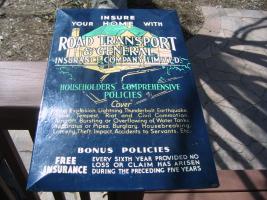 INSURE
YOUR HOME WITH
ROAD TRANSPORT
& GENERAL
INSURANCE COMPANY LIMITED.
HOUSEHOLDERS COMPREHENSIVE
POLICIES
Cover
Fire, Explosion, Lightning, Thunderbolt, Earthquake,
Tempest, Riot and Civil Commotion,
Aircraft, Bursting or Overflowing of Water Tanks
Apparatus or Pipes, Burglary, Housebreaking,
Larceny, Theft, Impact, Accidents to Servants, Etc.
BONUS POLICIES
FREE
INSURANCE
EVERY SIXTH YEAR PROVIDED NO
LOSS OR CLAIM HAS ARISEN
DURING THE PRECEDING FIVE YEARS